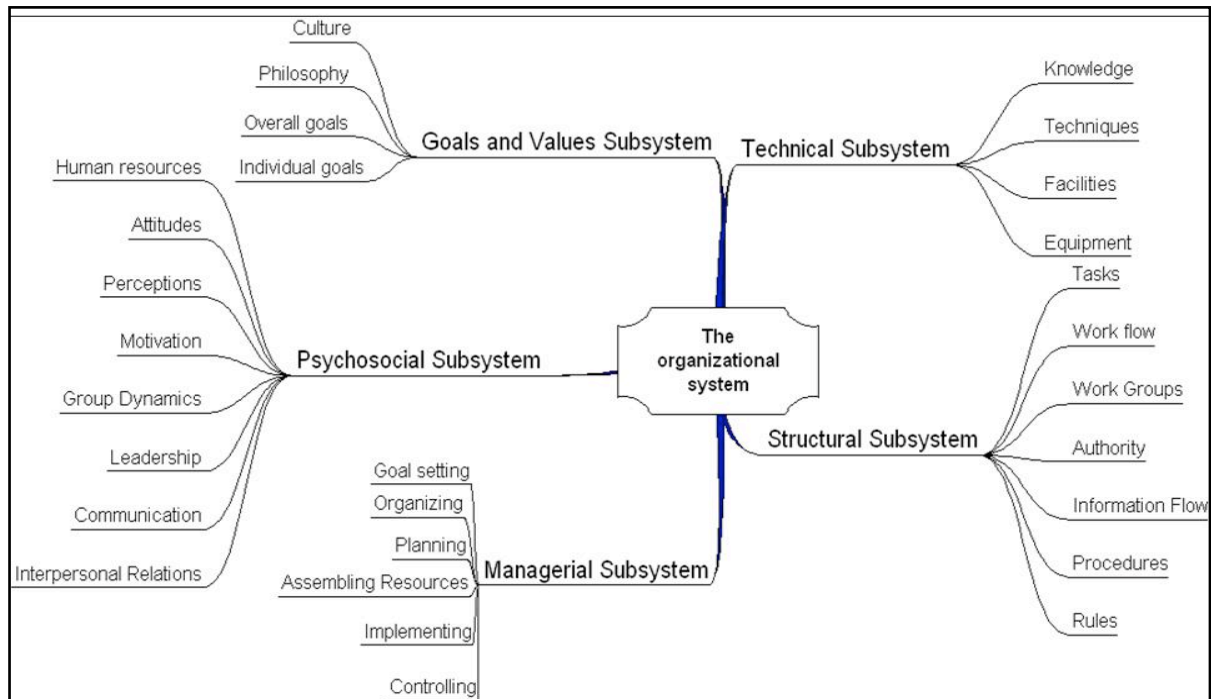 Culture
Philosophy
Overall goals
Individual goals
Goals and Values Subsystem
Human resources
Attitudes
Perceptions
Motivation
Group Dynamics
Leadership
Communication
Interpersonal Relations
Psychosocial Subsystem
Goal setting
Organizing
Planning
Assembling Resources
Implementing
Controlling
Managerial Subsystem
The
organizational
system
Technical Subsystem
Knowledge
Techniques
Facilities
Equipment
Structural Subsystem
Tasks
Work flow
Work Groups
Authority
Information Flow
Procedures
Rules